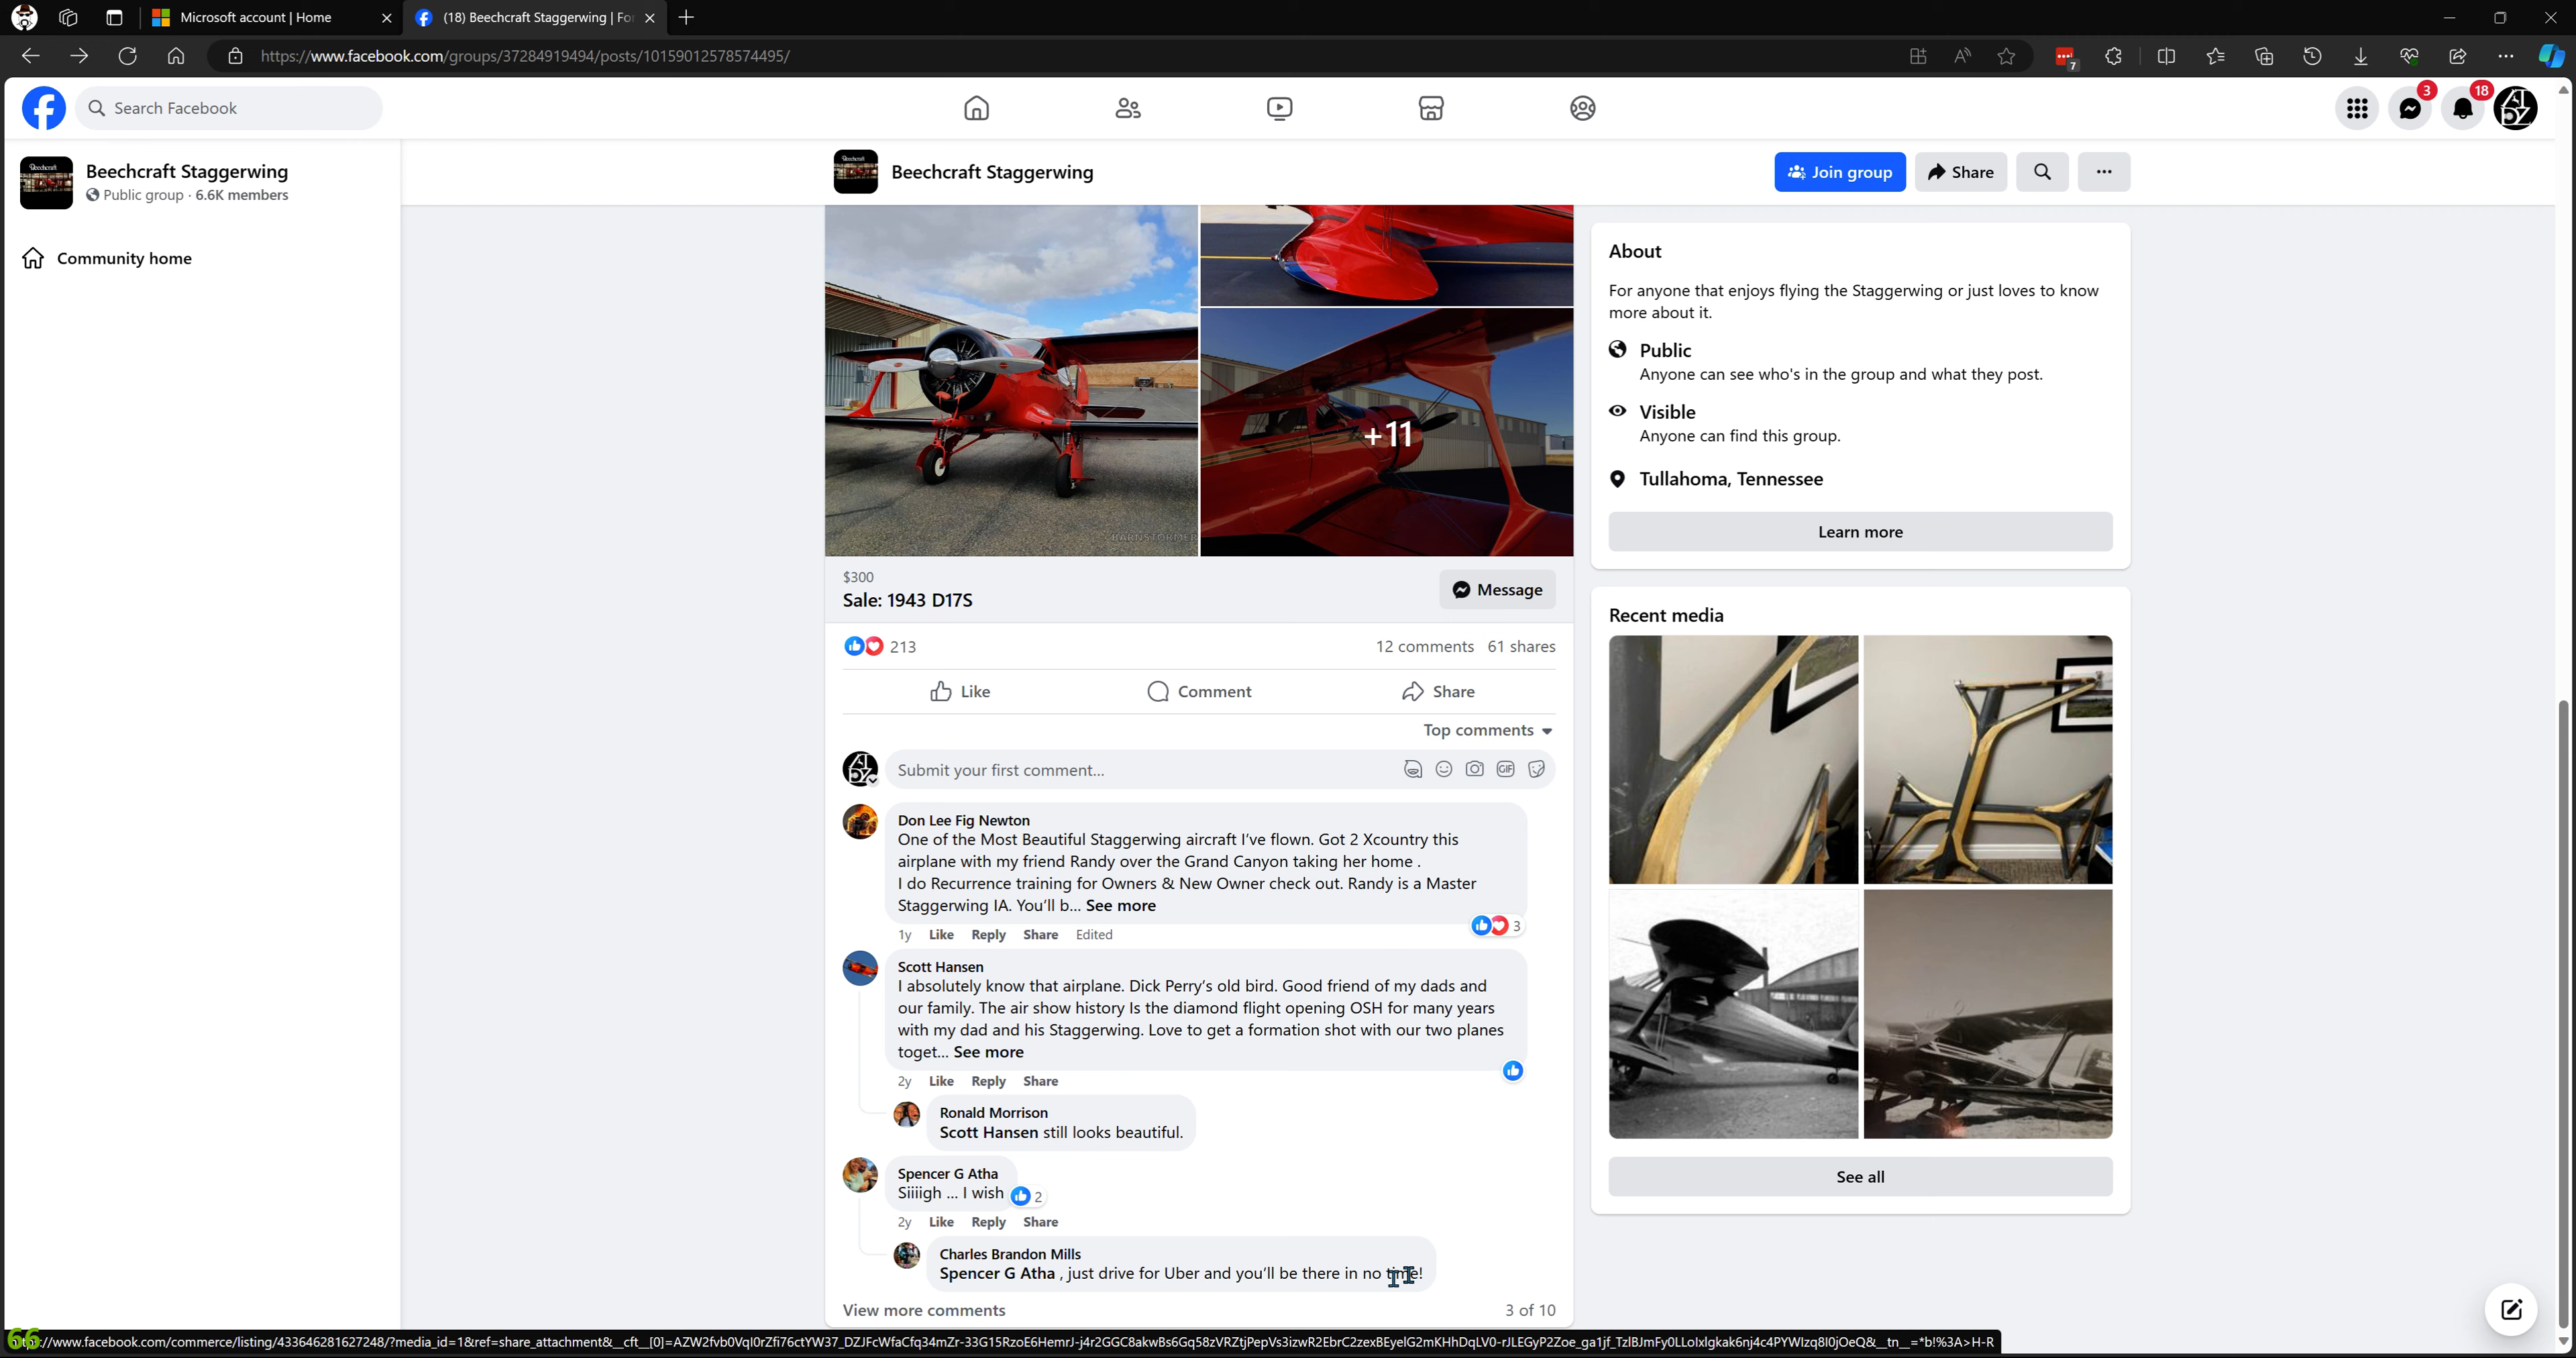 Microsoft account | Home
(18) Beechcraft Staggerwing | Fo
https://www.facebook.com/groups/37284919494/posts/10159012578574495/
7
Search Facebook
3
18
Beechcraft Staggerwing
Public group · 6.6K members
Community home
Beechcraft Staggerwing
Join group
Share
+11
BARNSTORMER
$300
Sale: 1943 D17S
Message
213
12 comments 61 shares
Like
Comment
Share
Top comments
Submit your first comment...
GIF
Don Lee Fig Newton
One of the Most Beautiful Staggerwing aircraft I've flown. Got 2 Xcountry this
airplane with my friend Randy over the Grand Canyon taking her home .
I do Recurrence training for Owners & New Owner check out. Randy is a Master
Staggerwing IA. You'll b... See more
3
1y Like Reply Share Edited
Scott Hansen
I absolutely know that airplane. Dick Perry's old bird. Good friend of my dads and
our family. The air show history Is the diamond flight opening OSH for many years
with my dad and his Staggerwing. Love to get a formation shot with our two planes
toget... See more
2y Like Reply Share
Ronald Morrison
Scott Hansen still looks beautiful.
Spencer G Atha
Siiiigh ... I wish
2
2y Like Reply Share
Charles Brandon Mills
Spencer G Atha , just drive for Uber and you'll be there in no time!
View more comments
3 of 10
About
For anyone that enjoys flying the Staggerwing or just loves to know
more about it.
Public
Anyone can see who's in the group and what they post.
Visible
Anyone can find this group.
Tullahoma, Tennessee
Learn more
Recent media
See all
66